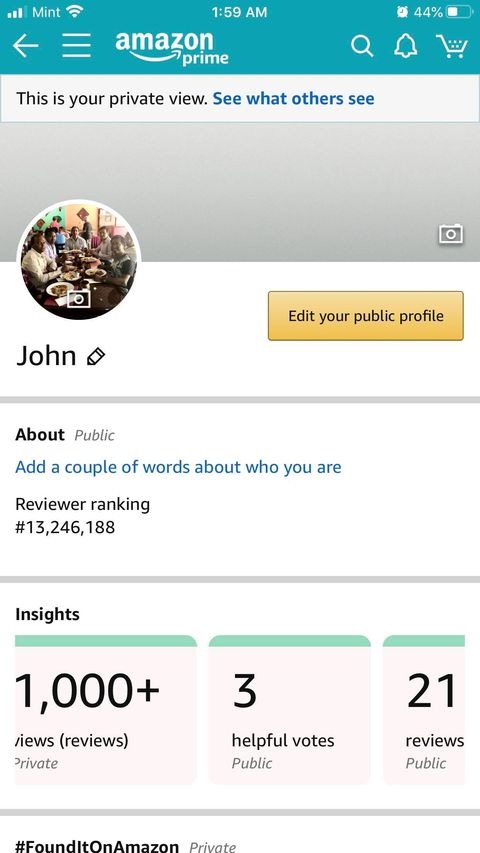 Mint 1:59 AM 44%
amazon
prime
This is your private view. See what others see
Edit your public profile
John
About Public
Add a couple of words about who you are
Reviewer ranking
#13,246,188
Insights
1,000+ 3 21
views (reviews) helpful votes reviews
Private Public Public
#FoundItOnAmazon Private